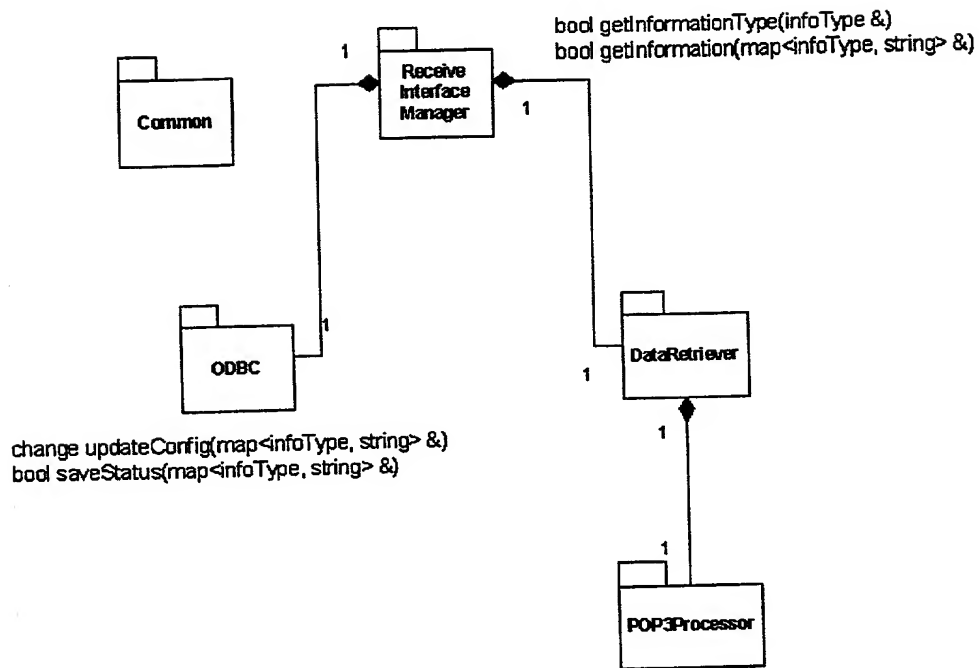 bool getInformationType(infoType &)
bool getInformation(map<infoType, string> &)
1
Receive
Interface
Manager
1
Common
1
ODBC
DataRetriever
1
change updateConfig(map<infoType, string> &)
bool saveStatus(map<infoType, string> &)
1
1
POP3Processor